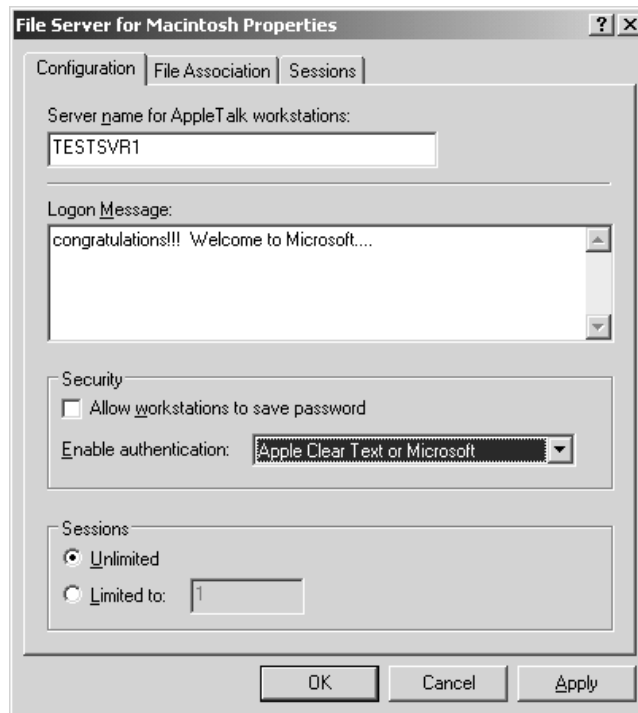 File Server for Macintosh Properties
Configuration File Association Sessions
Server name for AppleTalk workstations:
TESTSVR1
Logon Message:
congratulations!!!  Welcome to Microsoft....
Security
Allow workstations to save password
Enable authentication: Apple Clear Text or Microsoft
Sessions
Unlimited
Limited to: 1
OK Cancel Apply